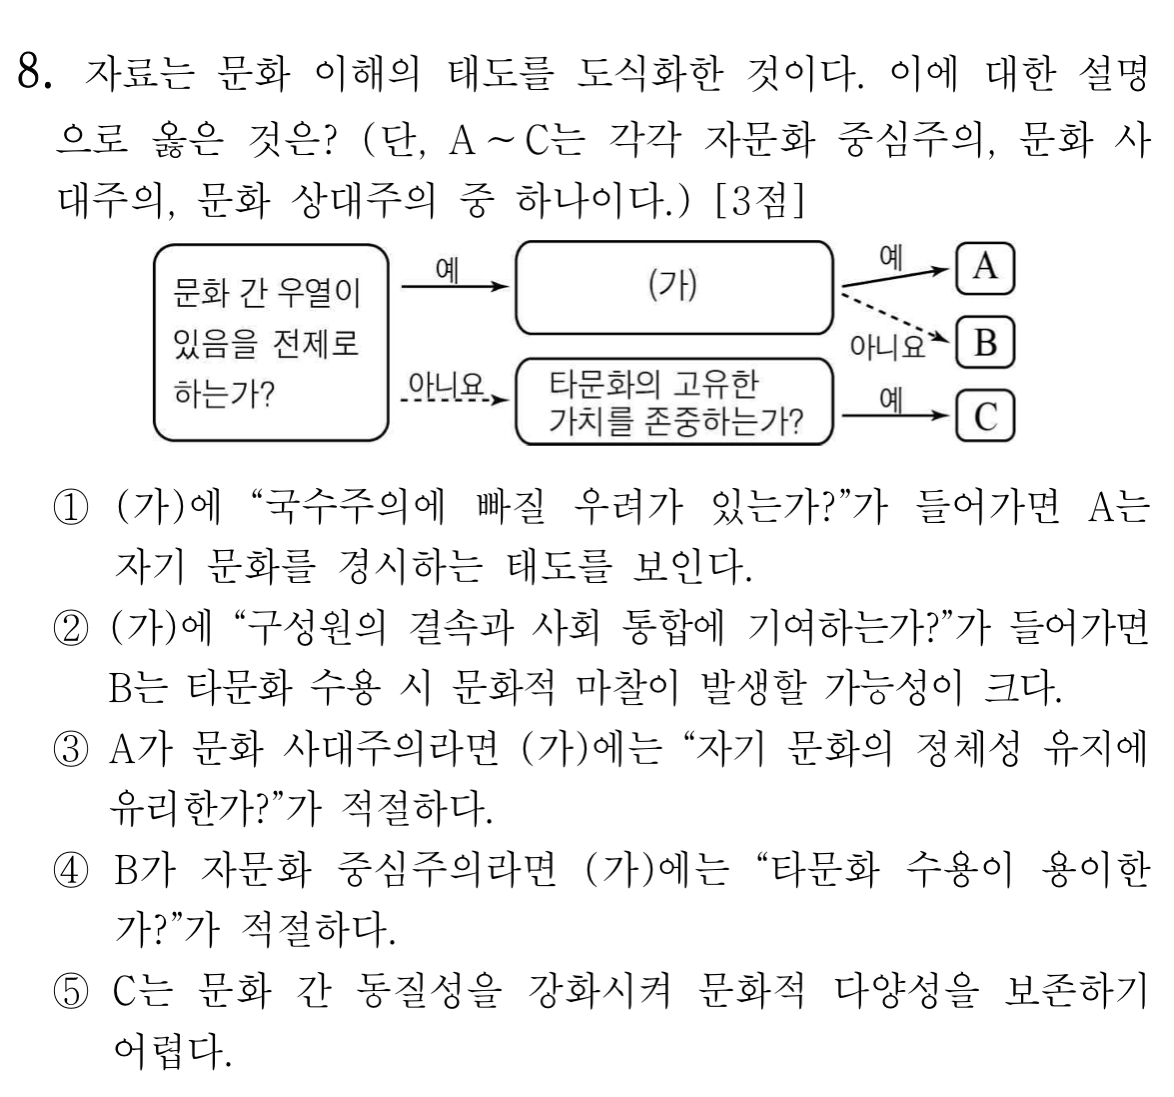 8. 자료는 문화 이해의 태도를 도식화한 것이다. 이에 대한 설명
으로 옳은 것은? (단, A ~ C는 각각 자문화 중심주의, 문화 사
대주의, 문화 상대주의 중 하나이다.) [3점]
문화 간 우열이
있음을 전제로
하는가?
예
(가)
예
A
아니요
B
아니요
타문화의 고유한
가치를 존중하는가?
예
C
① (가)에 “국수주의에 빠질 우려가 있는가?”가 들어가면 A는
자기 문화를 경시하는 태도를 보인다.
② (가)에 “구성원의 결속과 사회 통합에 기여하는가?”가 들어가면
B는 타문화 수용 시 문화적 마찰이 발생할 가능성이 크다.
③ A가 문화 사대주의라면 (가)에는 “자기 문화의 정체성 유지에
유리한가?”가 적절하다.
④ B가 자문화 중심주의라면 (가)에는 “타문화 수용이 용이한
가?”가 적절하다.
⑤ C는 문화 간 동질성을 강화시켜 문화적 다양성을 보존하기
어렵다.